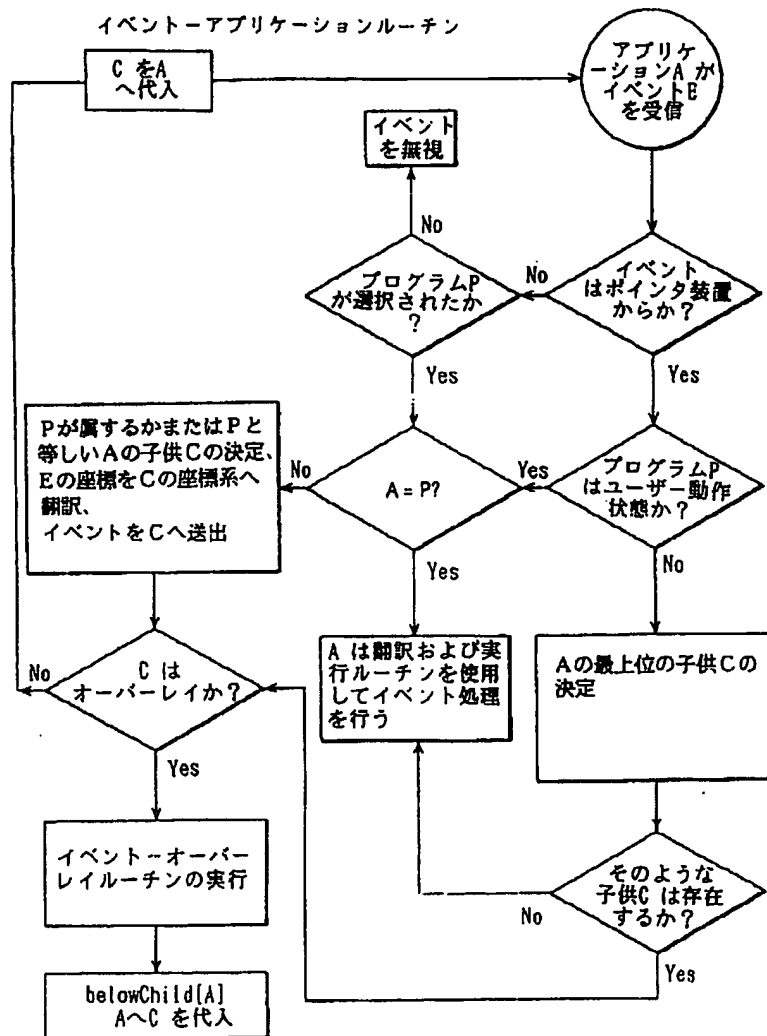 イベントーアプリケーションルーチン
C をA
へ代入
アプリケ
ーションA が
イベントE
を受信
イベント
を無視
No
プログラムP
が選択されたか
?
No
イベント
はポインタ装置
からか?
Yes
Yes
Pが属するかまたはPと
等しいAの子供Cの決定、
Eの座標をCの座標系へ
翻訳、
イベントをCへ送出
No
A=P?
Yes
プログラムP
はユーザー動作
状態か?
Yes
No
No
C は
オーバーレイか?
Yes
A は翻訳および実
行ルーチンを使用
してイベント処理
を行う
Aの最上位の子供Cの
決定
イベントーオーバー
レイルーチンの実行
No
そのような
子供C は存在
するか?
Yes
belowChild[A]
AへC を代入